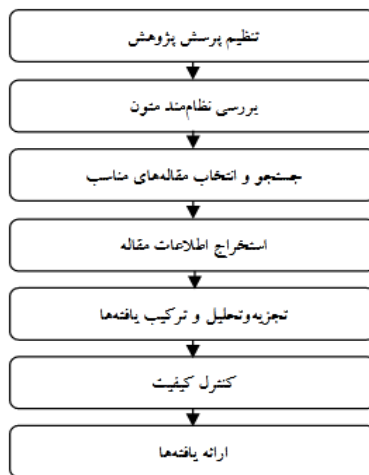 تنظیم پرسش پژوهش
بررسی نظام‌مند متون
جستجو و انتخاب مقاله‌های مناسب
استخراج اطلاعات مقاله
تجزیه‌وتحلیل و ترکیب یافته‌ها
کنترل کیفیت
ارائه یافته‌ها